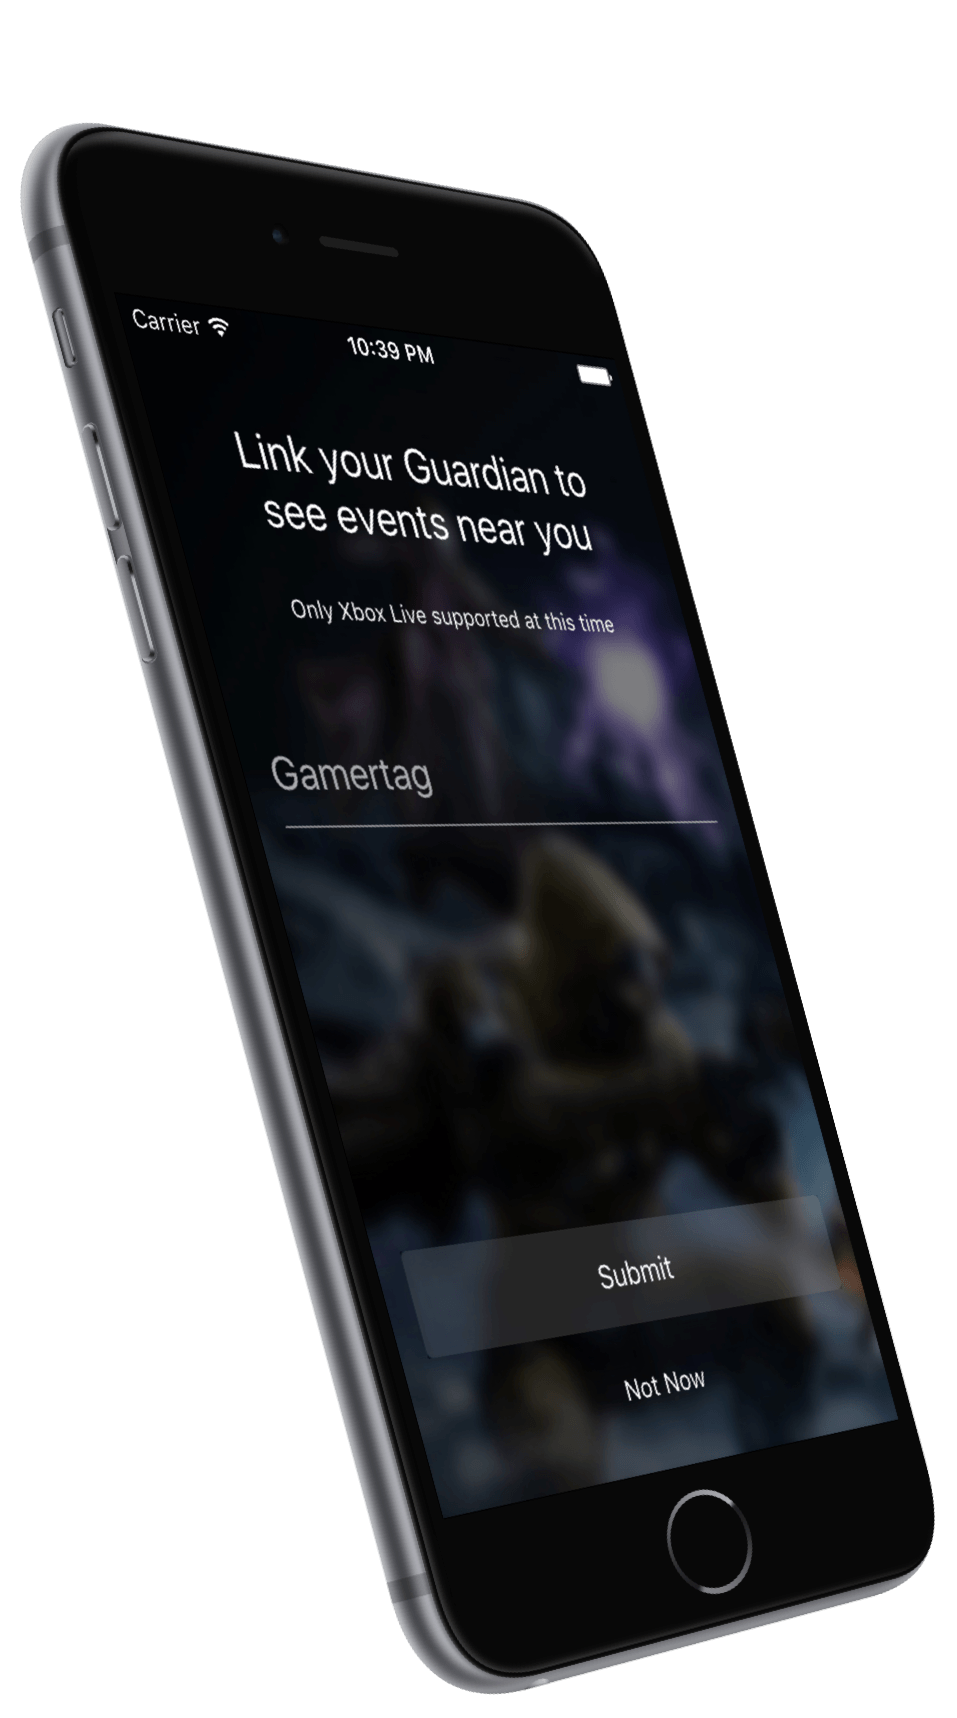 Carrier
10:39 PM
Link your Guardian to
see events near you
Only Xbox Live supported at this time
Gamertag
Submit
Not Now